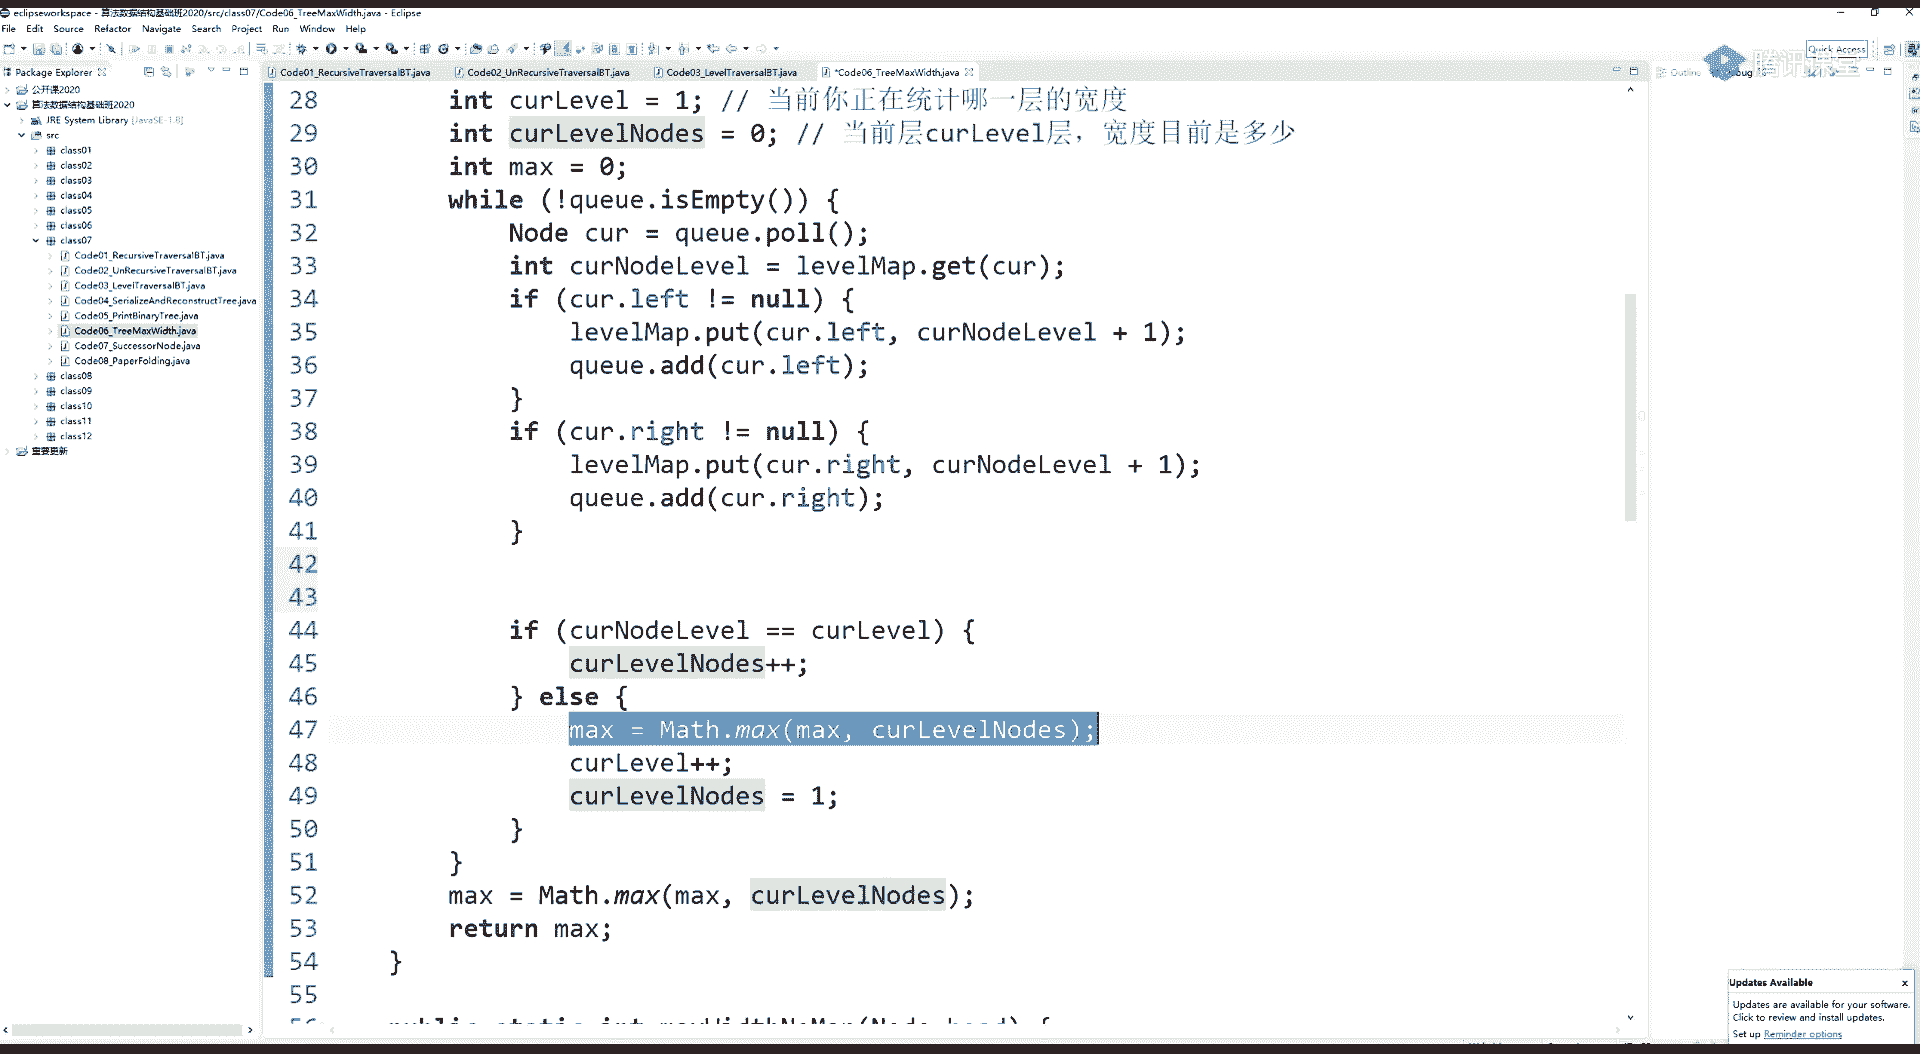 eclipseworkspace - 算法数据结构基础班2020/src/class07/Code06_TreeMaxWidth.java - Eclipse
File Edit Source Refactor Navigate Search Project Run Window Help
Quick Access
腾讯课堂
Package Explorer
Code01_RecursiveTraversalBT.java
Code02_UnRecursiveTraversalBT.java
Code03_LevelTraversalBT.java
*Code06_TreeMaxWidth.java
Outline
公开课2020
算法数据结构基础班2020
JRE System Library [JavaSE-1.8]
src
class01
class02
class03
class04
class05
class06
class07
Code01_RecursiveTraversalBT.java
Code02_UnRecursiveTraversalBT.java
Code03_LevelTraversalBT.java
Code04_SerializeAndReconstructTree.java
Code05_PrintBinaryTree.java
Code06_TreeMaxWidth.java
Code07_SuccessorNode.java
Code08_PaperFolding.java
class08
class09
class10
class11
class12
重要更新
28 int curLevel = 1; // 当前你正在统计哪一层的宽度
29 int curLevelNodes = 0; // 当前层curLevel层，宽度目前是多少
30 int max = 0;
31 while (!queue.isEmpty()) {
32 Node cur = queue.poll();
33 int curNodeLevel = levelMap.get(cur);
34 if (cur.left != null) {
35 levelMap.put(cur.left, curNodeLevel + 1);
36 queue.add(cur.left);
37 }
38 if (cur.right != null) {
39 levelMap.put(cur.right, curNodeLevel + 1);
40 queue.add(cur.right);
41 }
42
43
44 if (curNodeLevel == curLevel) {
45 curLevelNodes++;
46 } else {
47 max = Math.max(max, curLevelNodes);
48 curLevel++;
49 curLevelNodes = 1;
50 }
51 }
52 max = Math.max(max, curLevelNodes);
53 return max;
54 }
55
Updates Available x
Updates are available for your software.
Click to review and install updates.
Set up Reminder options